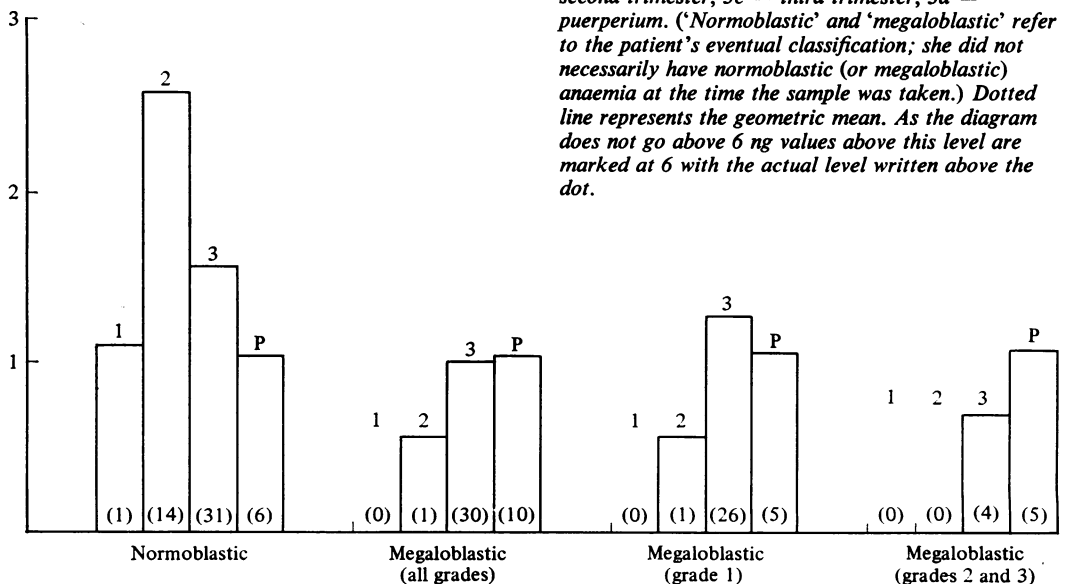 second trimester; 3c = third trimester; 3d =
puerperium. ('Normoblastic' and 'megaloblastic' refer
to the patient's eventual classification; she did not
necessarily have normoblastic (or megaloblastic)
anaemia at the time the sample was taken.) Dotted
line represents the geometric mean. As the diagram
does not go above 6 ng values above this level are
marked at 6 with the actual level written above the
dot.
3
2
1
1
2
3
P
(1) (14) (31) (6)
Normoblastic
1
2
3
P
(0) (1) (30) (10)
Megaloblastic
(all grades)
1
2
3
P
(0) (1) (26) (5)
Megaloblastic
(grade 1)
1
2
3
P
(0) (0) (4) (5)
Megaloblastic
(grades 2 and 3)